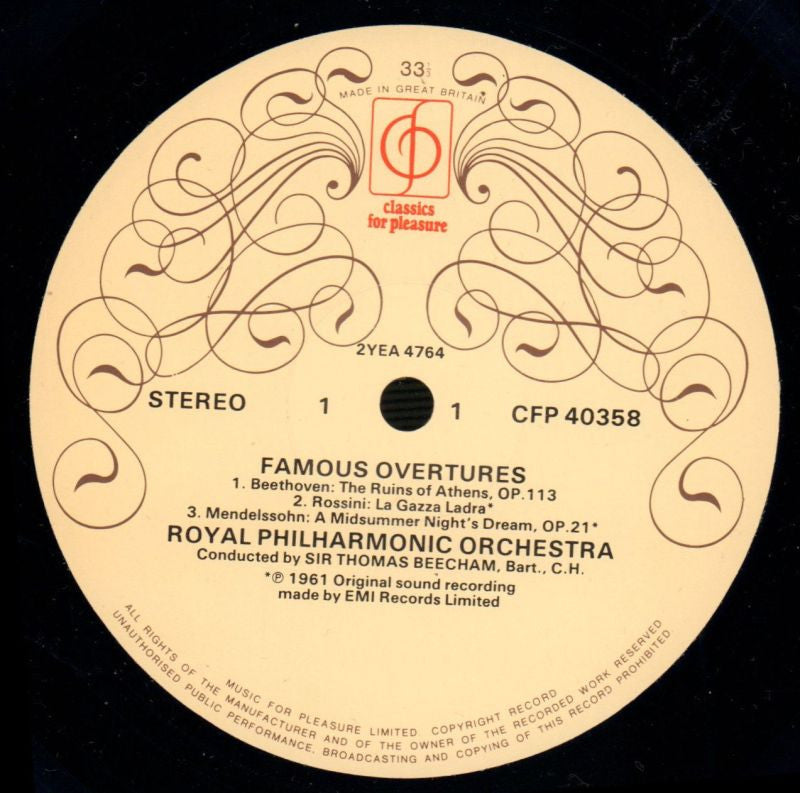 33⅓
MADE IN GREAT BRITAIN
classics
for pleasure
2YEA 4764
STEREO 1 1 CFP 40358
FAMOUS OVERTURES
1. Beethoven: The Ruins of Athens, OP.113
2. Rossini: La Gazza Ladra*
3. Mendelssohn: A Midsummer Night's Dream, OP.21*
ROYAL PHILHARMONIC ORCHESTRA
Conducted by SIR THOMAS BEECHAM, Bart., C.H.
*℗ 1961 Original sound recording
made by EMI Records Limited
MUSIC FOR PLEASURE LIMITED. COPYRIGHT RECORD
ALL RIGHTS OF THE MANUFACTURER AND OF THE OWNER OF THE RECORDED WORK RESERVED
UNAUTHORISED PUBLIC PERFORMANCE, BROADCASTING AND COPYING OF THIS RECORD PROHIBITED.